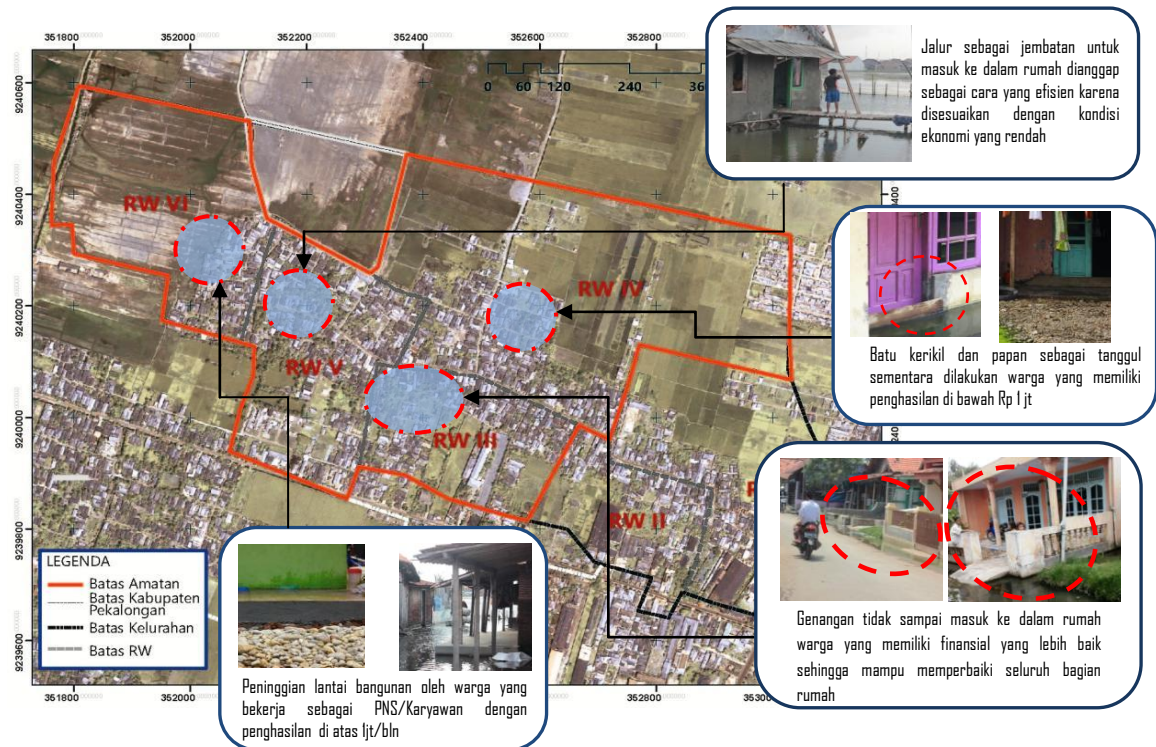 351800 352000 352200 352400 352600 352800
9240600
9240400
9240200
9240000
9239800
9239600
0 60 120 240
Jalur sebagai jembatan untuk
masuk ke dalam rumah dianggap
sebagai cara yang efisien karena
disesuaikan dengan kondisi
ekonomi yang rendah
RW VI
RW IV
RW V
RW III
RW II
Batu kerikil dan papan sebagai tanggul
sementara dilakukan warga yang memiliki
penghasilan di bawah Rp 1 jt
Genangan tidak sampai masuk ke dalam rumah
warga yang memiliki finansial yang lebih baik
sehingga mampu memperbaiki seluruh bagian
rumah
LEGENDA
Batas Amatan
Batas Kabupaten
Pekalongan
Batas Kelurahan
Batas RW
Peninggian lantai bangunan oleh warga yang
bekerja sebagai PNS/Karyawan dengan
penghasilan di atas 1jt/bln
351800 352000 352800